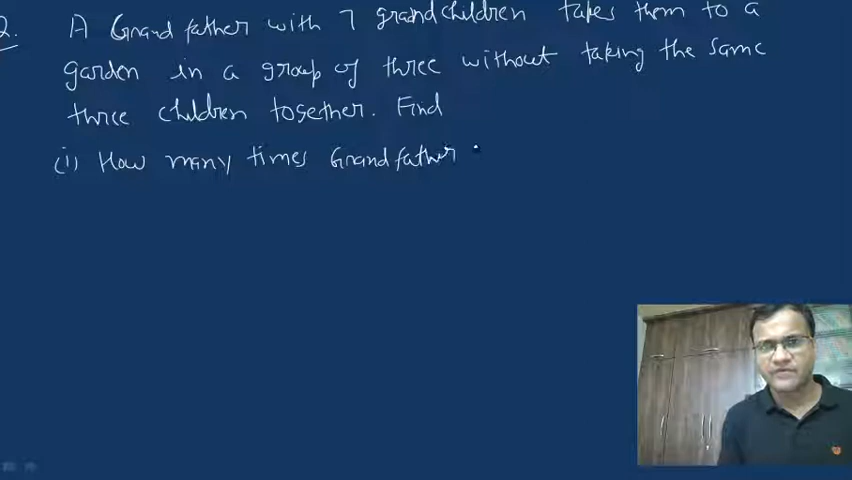 2. A Grand father with 7 grandchildren takes them to a
garden in a group of three without taking the same
three children together. Find
(i) How many times Grandfather